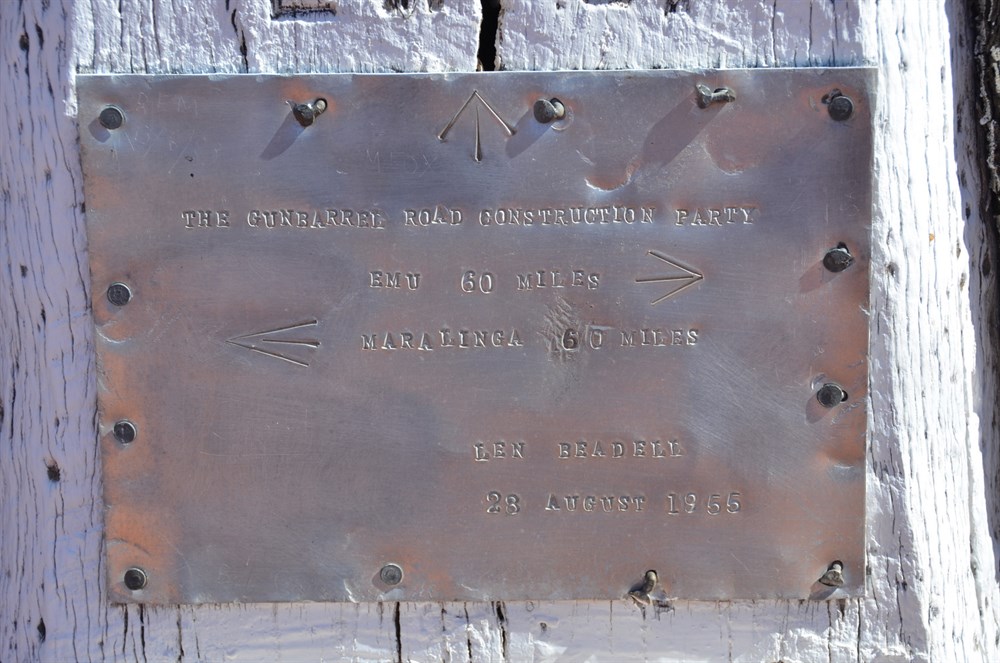 THE GUNBARREL ROAD CONSTRUCTION PARTY
EMU 60 MILES
MARALINGA 60 MILES
LEN BEADELL
28 AUGUST 1955